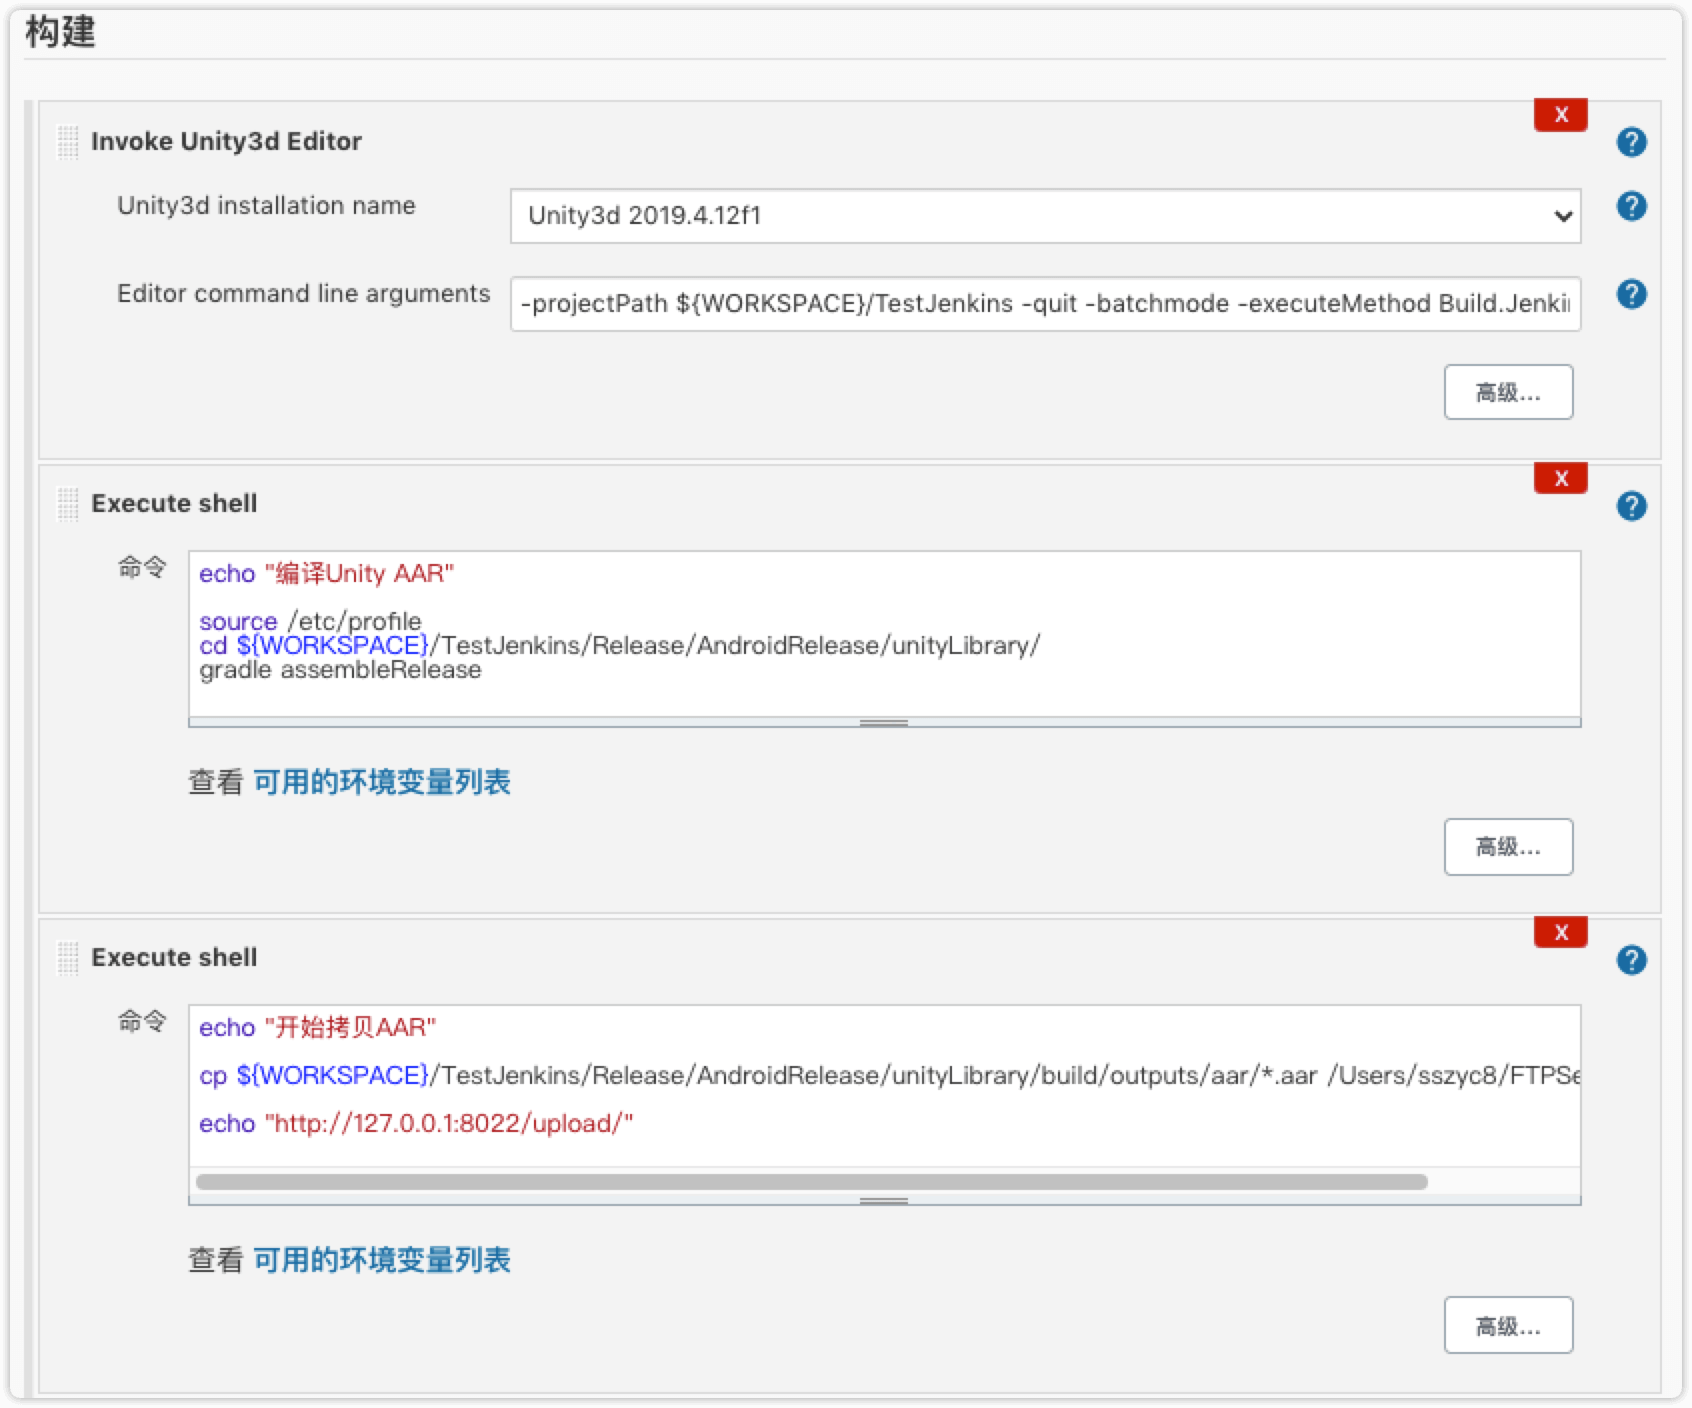 构建
X
Invoke Unity3d Editor
?
Unity3d installation name
Unity3d 2019.4.12f1
?
Editor command line arguments
-projectPath ${WORKSPACE}/TestJenkins -quit -batchmode -executeMethod Build.Jenki
?
高级...
X
Execute shell
?
命令
echo "编译Unity AAR"
source /etc/profile
cd ${WORKSPACE}/TestJenkins/Release/AndroidRelease/unityLibrary/
gradle assembleRelease
查看 可用的环境变量列表
高级...
X
Execute shell
?
命令
echo "开始拷贝AAR"
cp ${WORKSPACE}/TestJenkins/Release/AndroidRelease/unityLibrary/build/outputs/aar/*.aar /Users/sszyc8/FTPSe
echo "http://127.0.0.1:8022/upload/"
查看 可用的环境变量列表
高级...